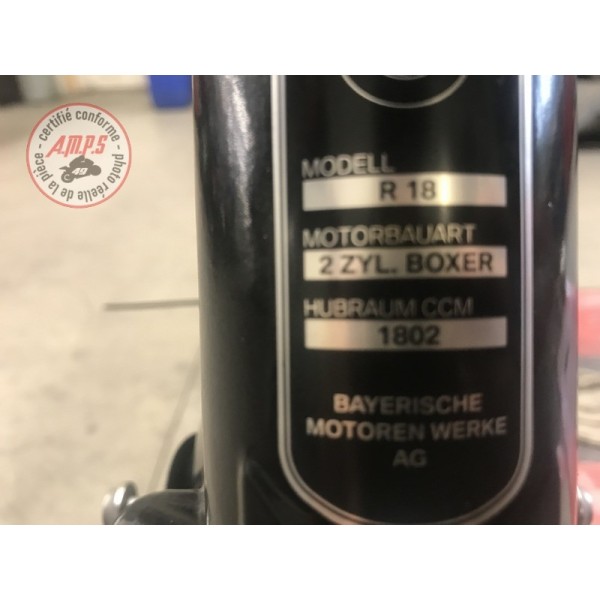 certifié conforme
A.M.P.S
49
photo réelle de la pièce
MODELL
R 18
MOTORBAUART
2 ZYL. BOXER
HUBRAUM CCM
1802
BAYERISCHE
MOTOREN WERKE
AG